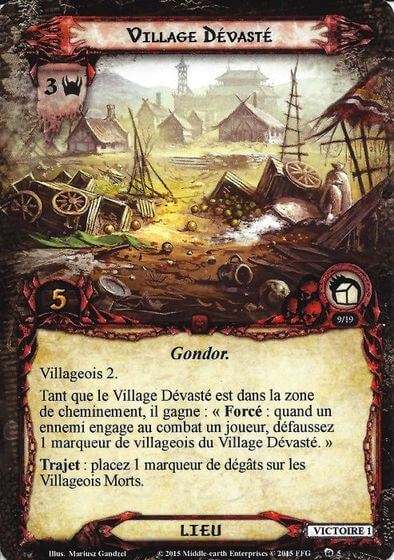 Village Dévasté
3
5
9/19
Gondor.
Villageois 2.
Tant que le Village Dévasté est dans la zone
de cheminement, il gagne : « Forcé : quand un
ennemi engage au combat un joueur, défaussez
1 marqueur de villageois du Village Dévasté. »
Trajet : placez 1 marqueur de dégâts sur les
Villageois Morts.
LIEU
VICTOIRE 1
Illus. Mariusz Gandzel © 2015 Middle-earth Enterprises © 2015 FFG 5